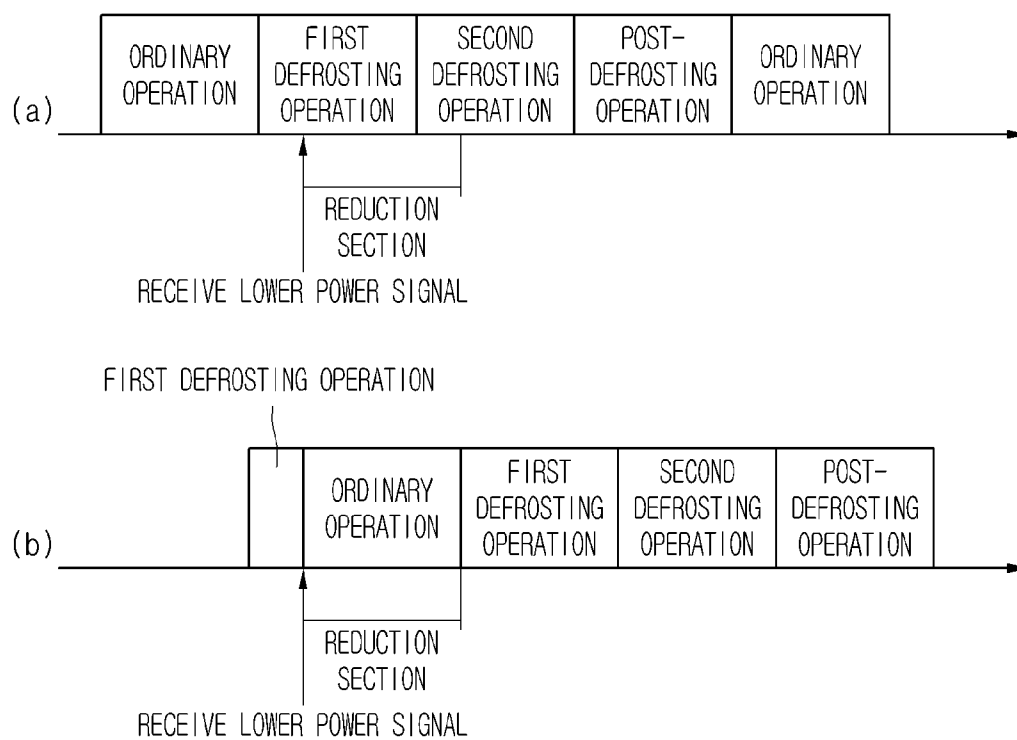 (a)
ORDINARY
OPERATION
FIRST
DEFROSTING
OPERATION
SECOND
DEFROSTING
OPERATION
POST-
DEFROSTING
OPERATION
ORDINARY
OPERATION
REDUCTION
SECTION
RECEIVE LOWER POWER SIGNAL
FIRST DEFROSTING OPERATION
(b)
ORDINARY
OPERATION
FIRST
DEFROSTING
OPERATION
SECOND
DEFROSTING
OPERATION
POST-
DEFROSTING
OPERATION
REDUCTION
SECTION
RECEIVE LOWER POWER SIGNAL